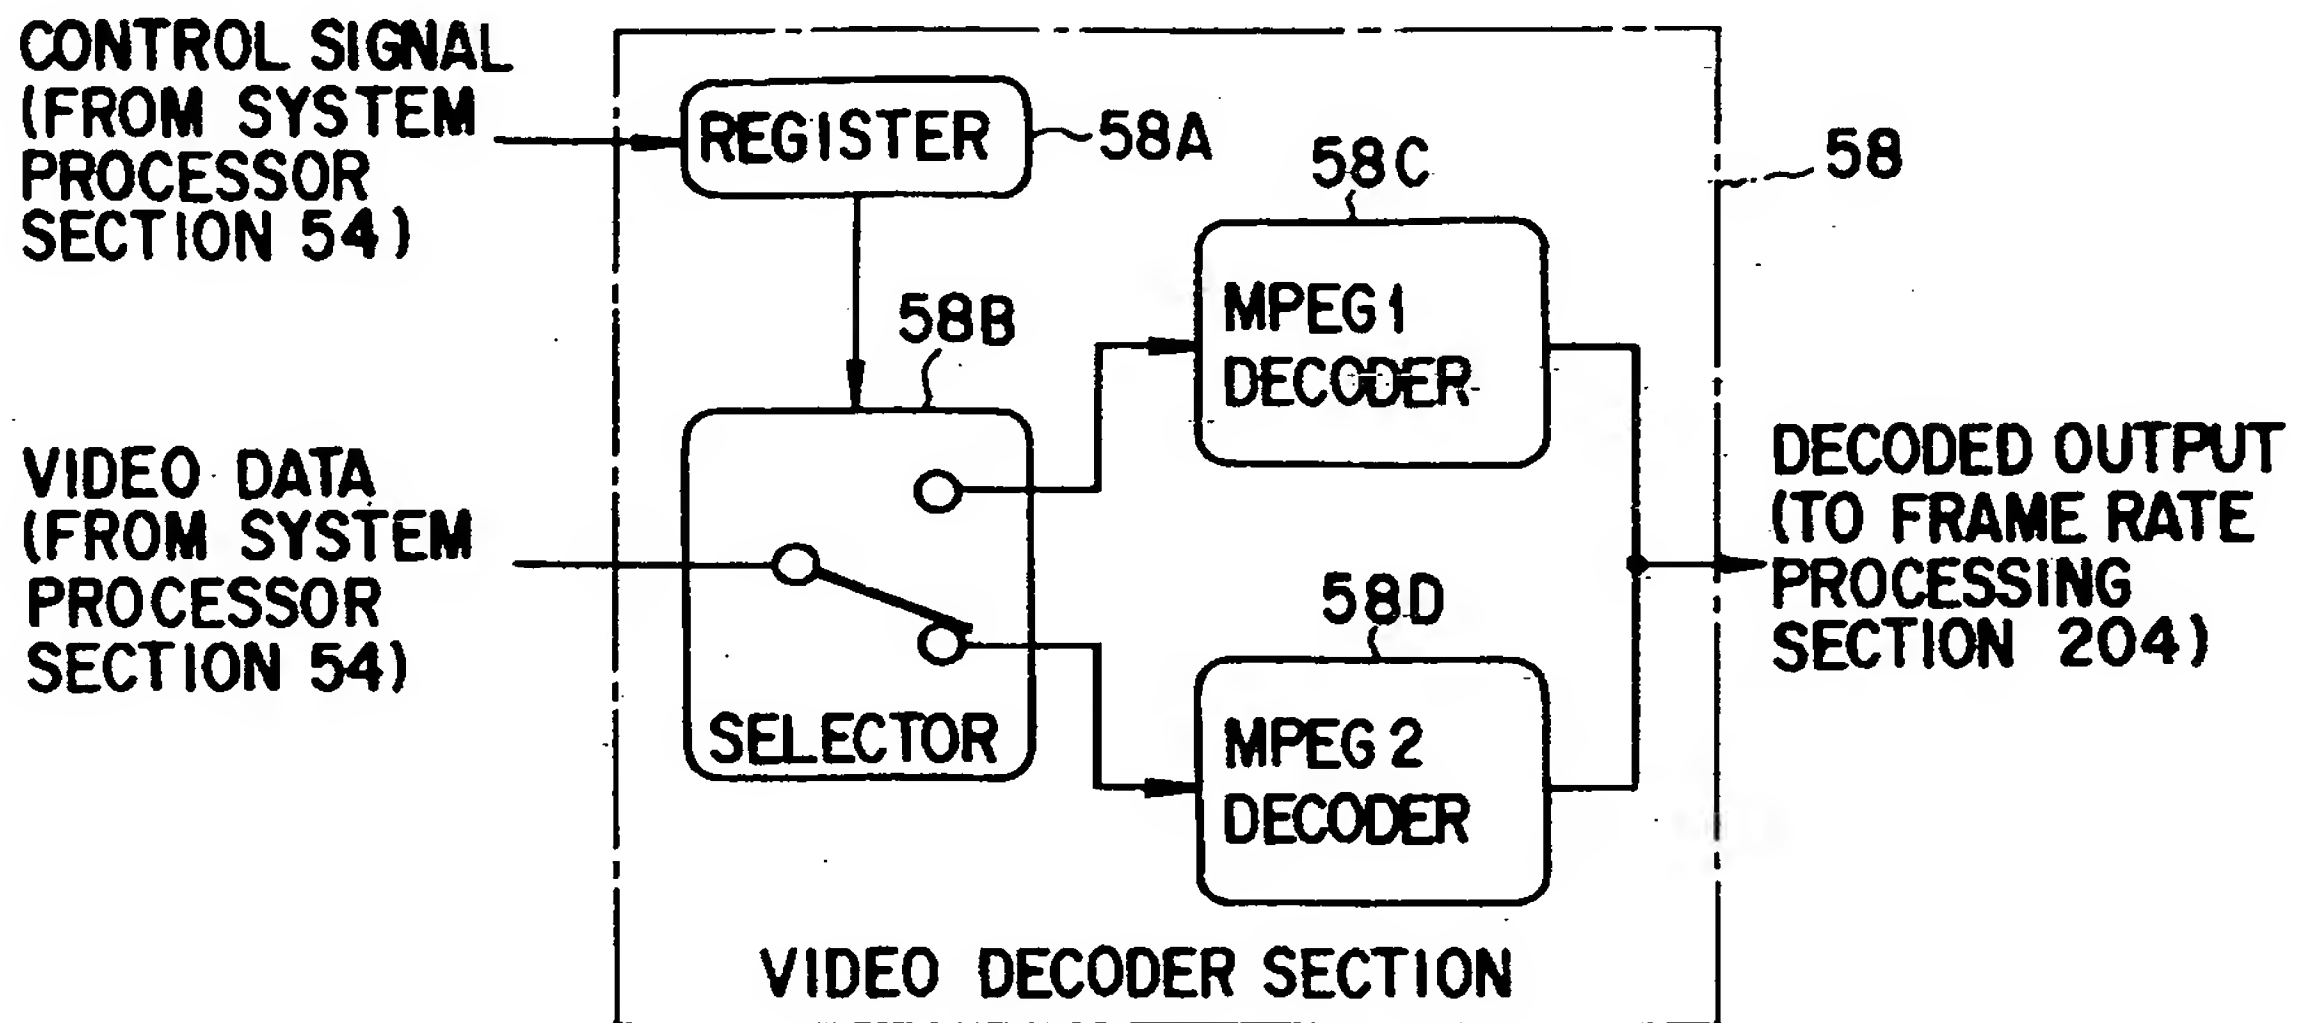 CONTROL SIGNAL
(FROM SYSTEM
PROCESSOR
SECTION 54)
REGISTER
58A
58C
58
MPEG1
DECODER
58B
VIDEO DATA
(FROM SYSTEM
PROCESSOR
SECTION 54)
SELECTOR
58D
MPEG2
DECODER
DECODED OUTPUT
(TO FRAME RATE
PROCESSING
SECTION 204)
VIDEO DECODER SECTION